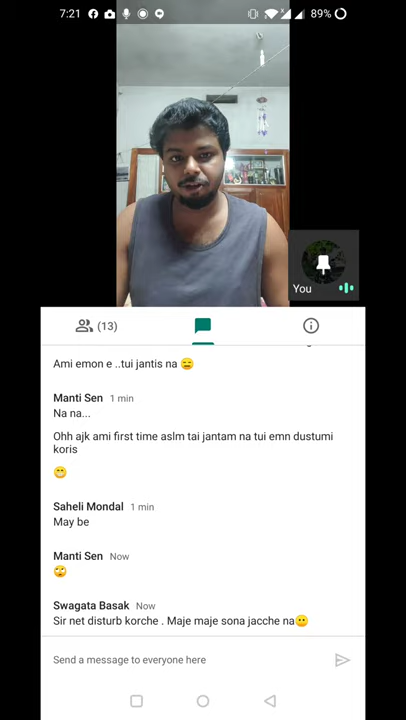 7:21
89%
You
(13)
Ami emon e ..tui jantis na 😑
Manti Sen 1 min
Na na...
Ohh ajk ami first time aslm tai jantam na tui emn dustumi
koris
😁
Saheli Mondal 1 min
May be
Manti Sen Now
🙄
Swagata Basak Now
Sir net disturb korche . Maje maje sona jacche na😶
Send a message to everyone here